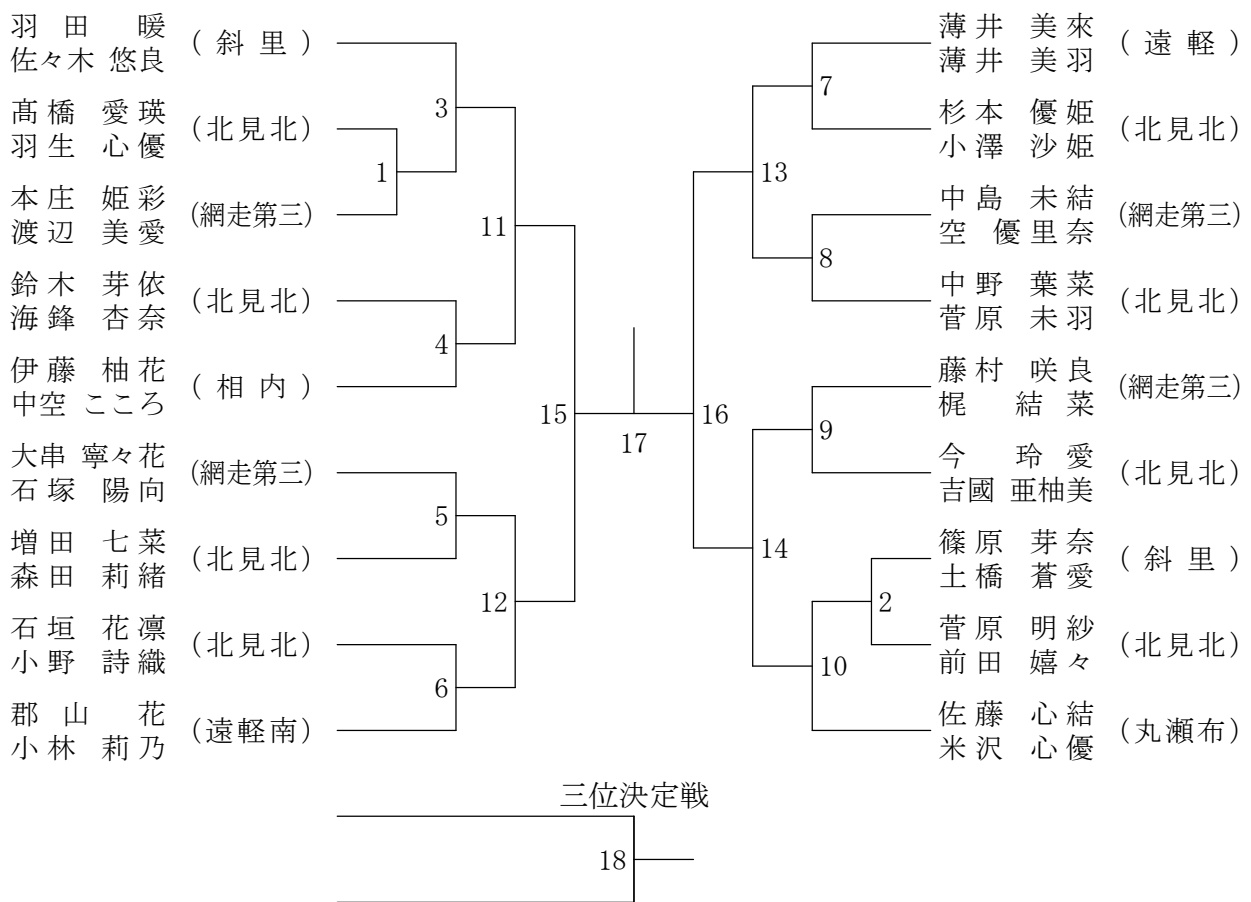 羽田 暖
佐々木 悠良
(斜里)
髙橋 愛瑛
羽生 心優
(北見北)
本庄 姫彩
渡辺 美愛
(網走第三)
鈴木 芽依
海鋒 杏奈
(北見北)
伊藤 柚花
中空 こころ
(相内)
大串 寧々花
石塚 陽向
(網走第三)
増田 七菜
森田 莉緒
(北見北)
石垣 花凛
小野 詩織
(北見北)
郡山 花
小林 莉乃
(遠軽南)
1
3
4
5
6
11
12
15
17
16
13
14
7
8
9
2
10
薄井 美來
薄井 美羽
(遠軽)
杉本 優姫
小澤 沙姫
(北見北)
中島 未結
空 優里奈
(網走第三)
中野 葉菜
菅原 未羽
(北見北)
藤村 咲良
梶 結菜
(網走第三)
今 玲愛
吉國 亜柚美
(北見北)
篠原 芽奈
土橋 蒼愛
(斜里)
菅原 明紗
前田 嬉々
(北見北)
佐藤 心結
米沢 心優
(丸瀬布)
三位決定戦
18